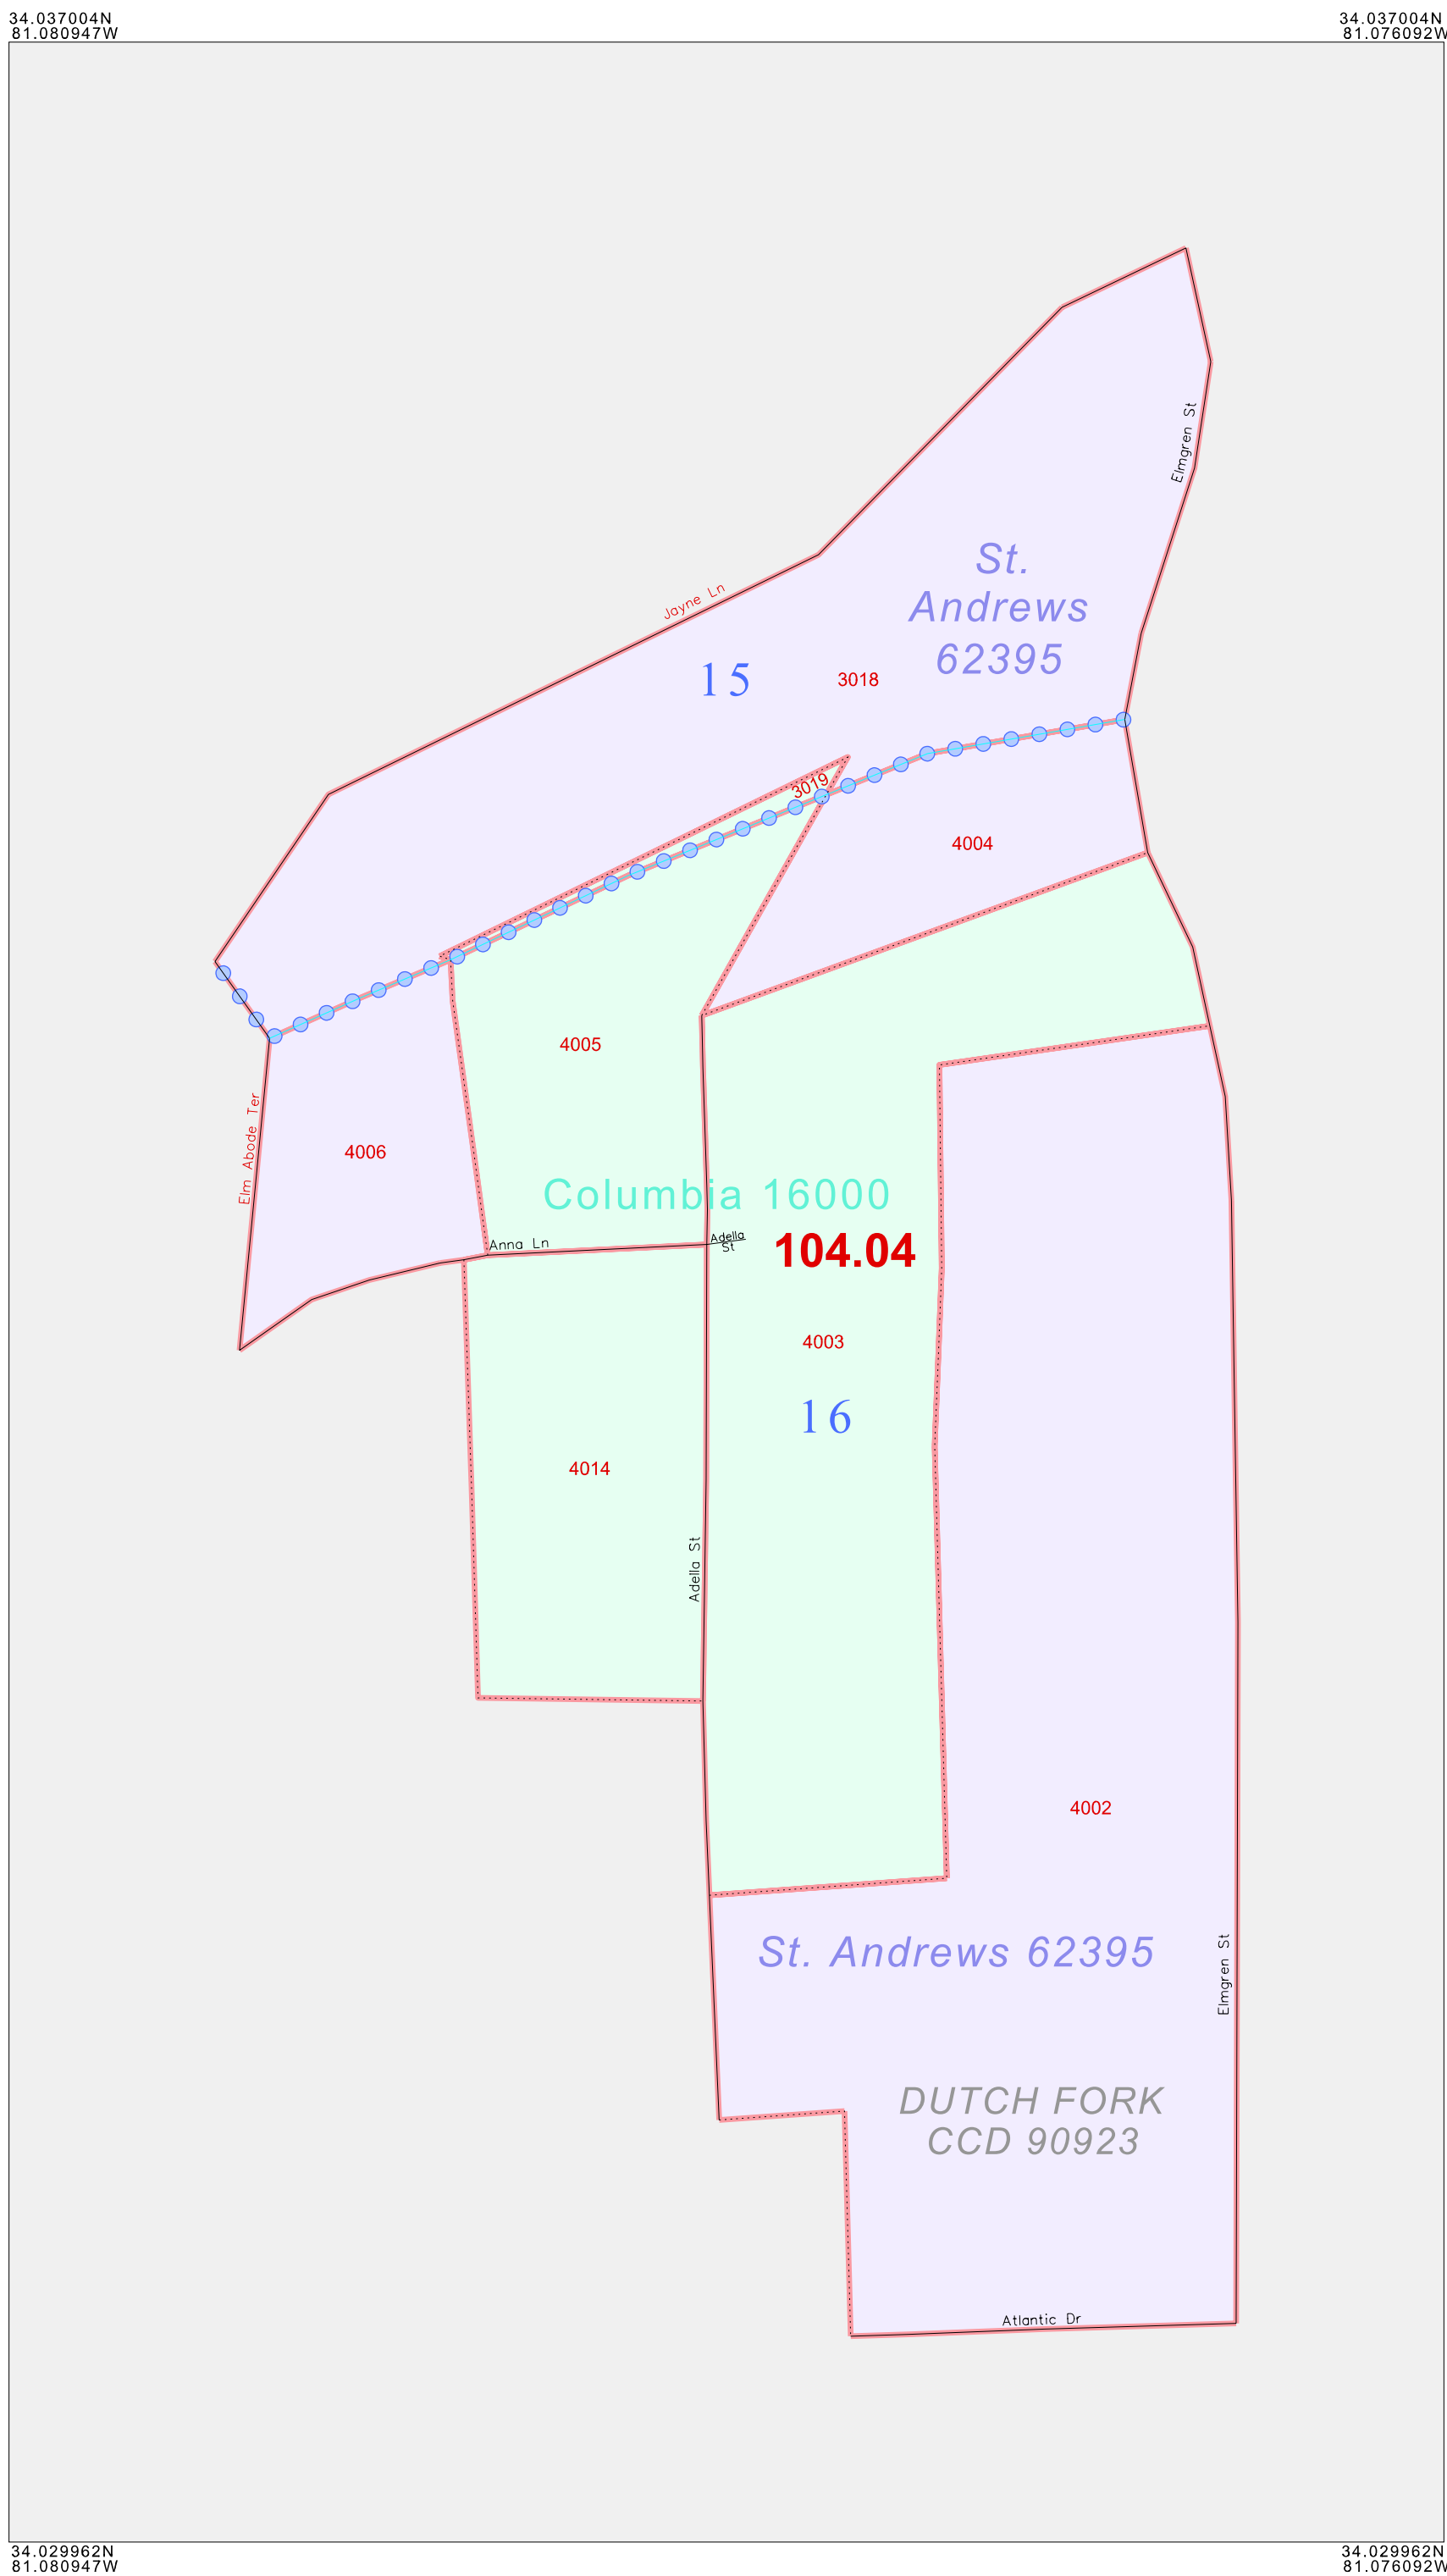 34.037004N
81.080947W
34.037004N
81.076092W
Elmgren St
St.
Andrews
62395
Jayne Ln
15
3018
3019
4004
4005
Elm Abode Ter
4006
Columbia 16000
Anna Ln
Adella
St
104.04
4003
16
4014
Adella St
4002
St. Andrews 62395
Elmgren St
DUTCH FORK
CCD 90923
Atlantic Dr
34.029962N
81.080947W
34.029962N
81.076092W